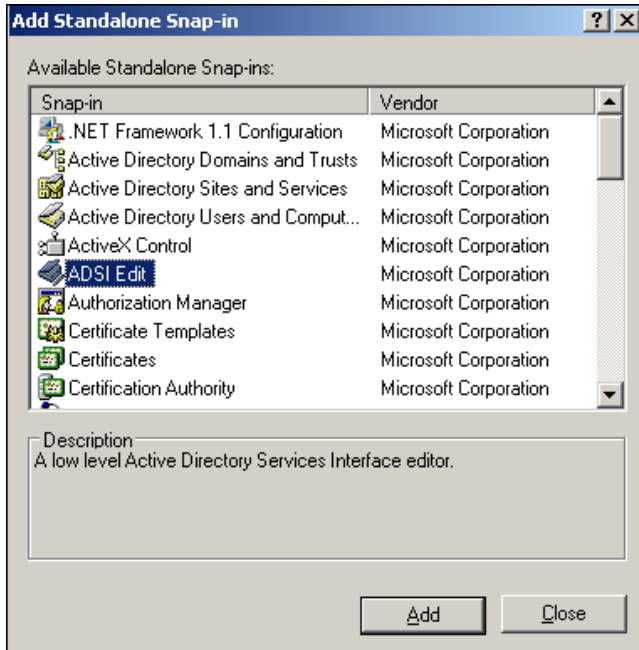 Add Standalone Snap-in
Available Standalone Snap-ins:
Snap-in Vendor
.NET Framework 1.1 Configuration Microsoft Corporation
Active Directory Domains and Trusts Microsoft Corporation
Active Directory Sites and Services Microsoft Corporation
Active Directory Users and Comput... Microsoft Corporation
ActiveX Control
ADSI Edit Microsoft Corporation
Authorization Manager Microsoft Corporation
Certificate Templates Microsoft Corporation
Certificates Microsoft Corporation
Certification Authority Microsoft Corporation
Description
A low level Active Directory Services Interface editor.
Add Close